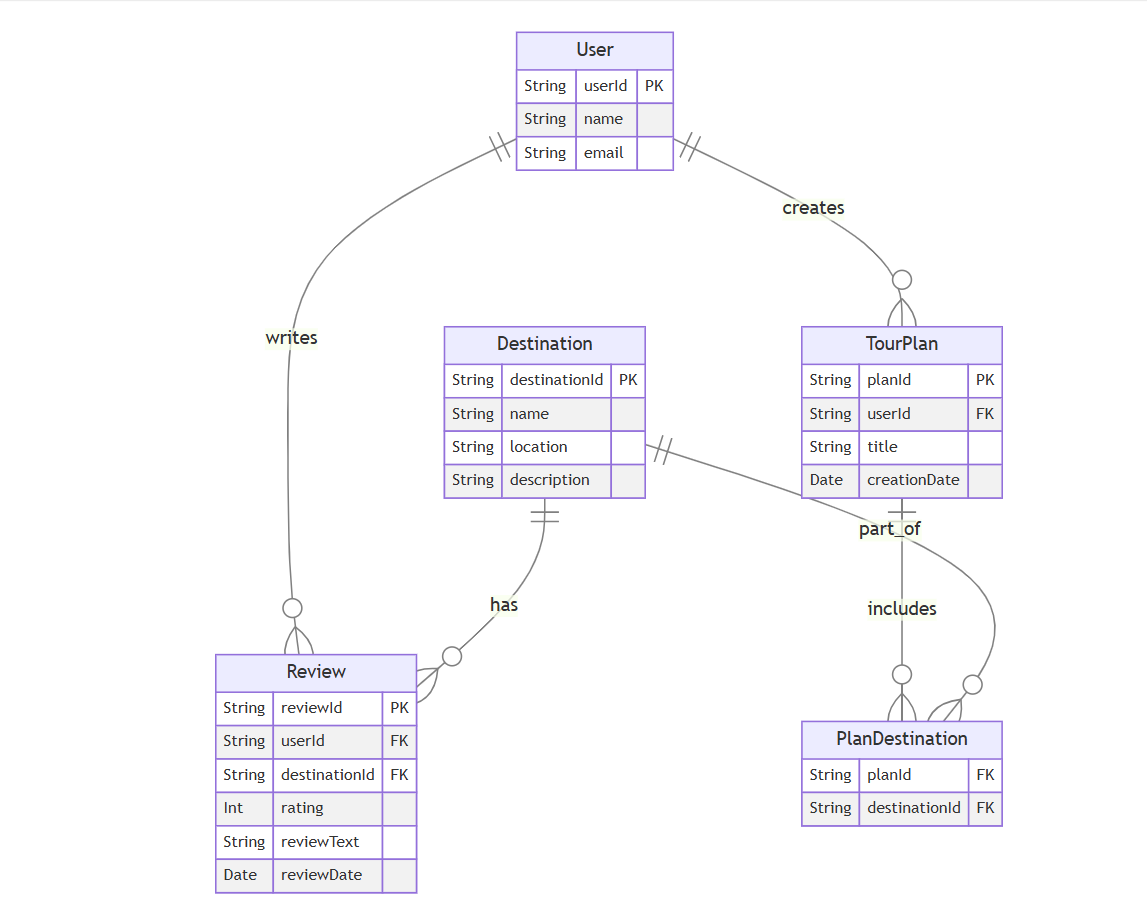 User
String userId PK
String name
String email
creates
writes
Destination
String destinationId PK
String name
String location
String description
TourPlan
String planId PK
String userId FK
String title
Date creationDate
part_of
has
includes
Review
String reviewId PK
String userId FK
String destinationId FK
Int rating
String reviewText
Date reviewDate
PlanDestination
String planId FK
String destinationId FK